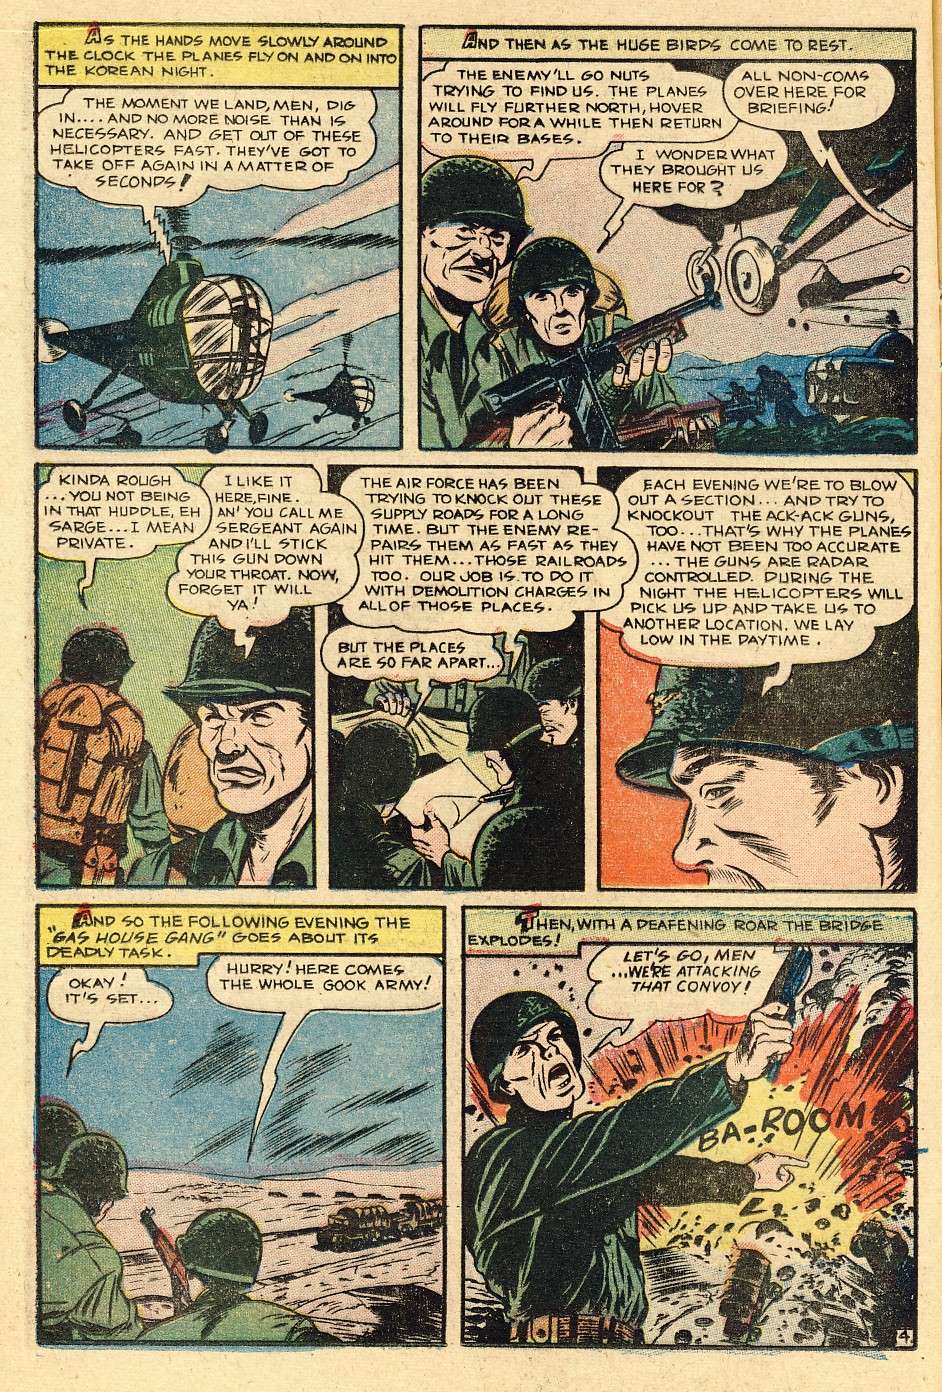 AS THE HANDS MOVE SLOWLY AROUND
THE CLOCK THE PLANES FLY ON AND ON INTO
THE KOREAN NIGHT.
THE MOMENT WE LAND, MEN, DIG
IN.... AND NO MORE NOISE THAN IS
NECESSARY. AND GET OUT OF THESE
HELICOPTERS FAST. THEY'VE GOT TO
TAKE OFF AGAIN IN A MATTER OF
SECONDS!
AND THEN AS THE HUGE BIRDS COME TO REST.
THE ENEMY'LL GO NUTS
TRYING TO FIND US. THE PLANES
WILL FLY FURTHER NORTH, HOVER
AROUND FOR A WHILE THEN RETURN
TO THEIR BASES.
ALL NON-COMS
OVER HERE FOR
BRIEFING!
I WONDER WHAT
THEY BROUGHT US
HERE FOR?
KINDA ROUGH
...YOU NOT BEING
IN THAT HUDDLE, EH
SARGE... I MEAN
PRIVATE.
I LIKE IT
HERE, FINE.
AN' YOU CALL ME
SERGEANT AGAIN
AND I'LL STICK
THIS GUN DOWN
YOUR THROAT. NOW,
FORGET IT WILL
YA!
THE AIR FORCE HAS BEEN
TRYING TO KNOCK OUT THESE
SUPPLY ROADS FOR A LONG
TIME. BUT THE ENEMY RE-
PAIRS THEM AS FAST AS THEY
HIT THEM... THOSE RAILROADS
TOO. OUR JOB IS TO DO IT
WITH DEMOLITION CHARGES IN
ALL OF THOSE PLACES.
BUT THE PLACES
ARE SO FAR APART...
EACH EVENING WE'RE TO BLOW
OUT A SECTION... AND TRY TO
KNOCKOUT THE ACK-ACK GUNS,
TOO... THAT'S WHY THE PLANES
HAVE NOT BEEN TOO ACCURATE
... THE GUNS ARE RADAR
CONTROLLED. DURING THE
NIGHT THE HELICOPTERS WILL
PICK US UP AND TAKE US TO
ANOTHER LOCATION. WE LAY
LOW IN THE DAYTIME.
AND SO THE FOLLOWING EVENING THE
"GAS HOUSE GANG" GOES ABOUT ITS
DEADLY TASK.
OKAY!
IT'S SET...
HURRY! HERE COMES
THE WHOLE GOOK ARMY!
THEN, WITH A DEAFENING ROAR THE BRIDGE
EXPLODES!
LET'S GO, MEN
...WE'RE ATTACKING
THAT CONVOY!
BA-ROOM
4